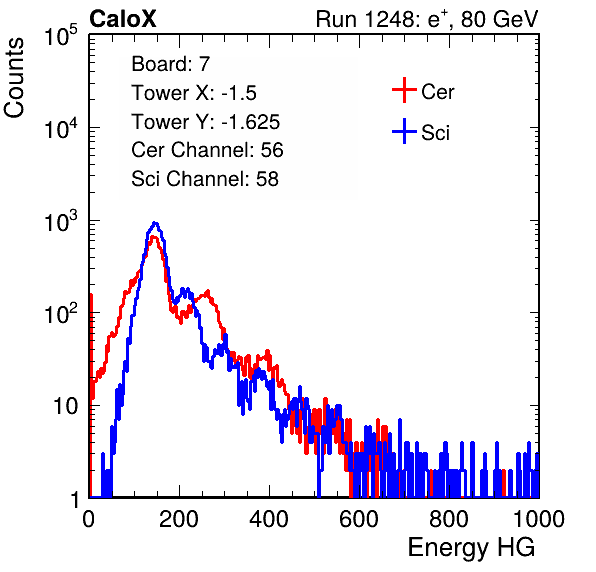 CaloX Run 1248: e⁺, 80 GeV
Counts
Board: 7
Tower X: -1.5
Tower Y: -1.625
Cer Channel: 56
Sci Channel: 58
Cer
Sci
10⁵
10⁴
10³
10²
10
1
0 200 400 600 800 1000
Energy HG